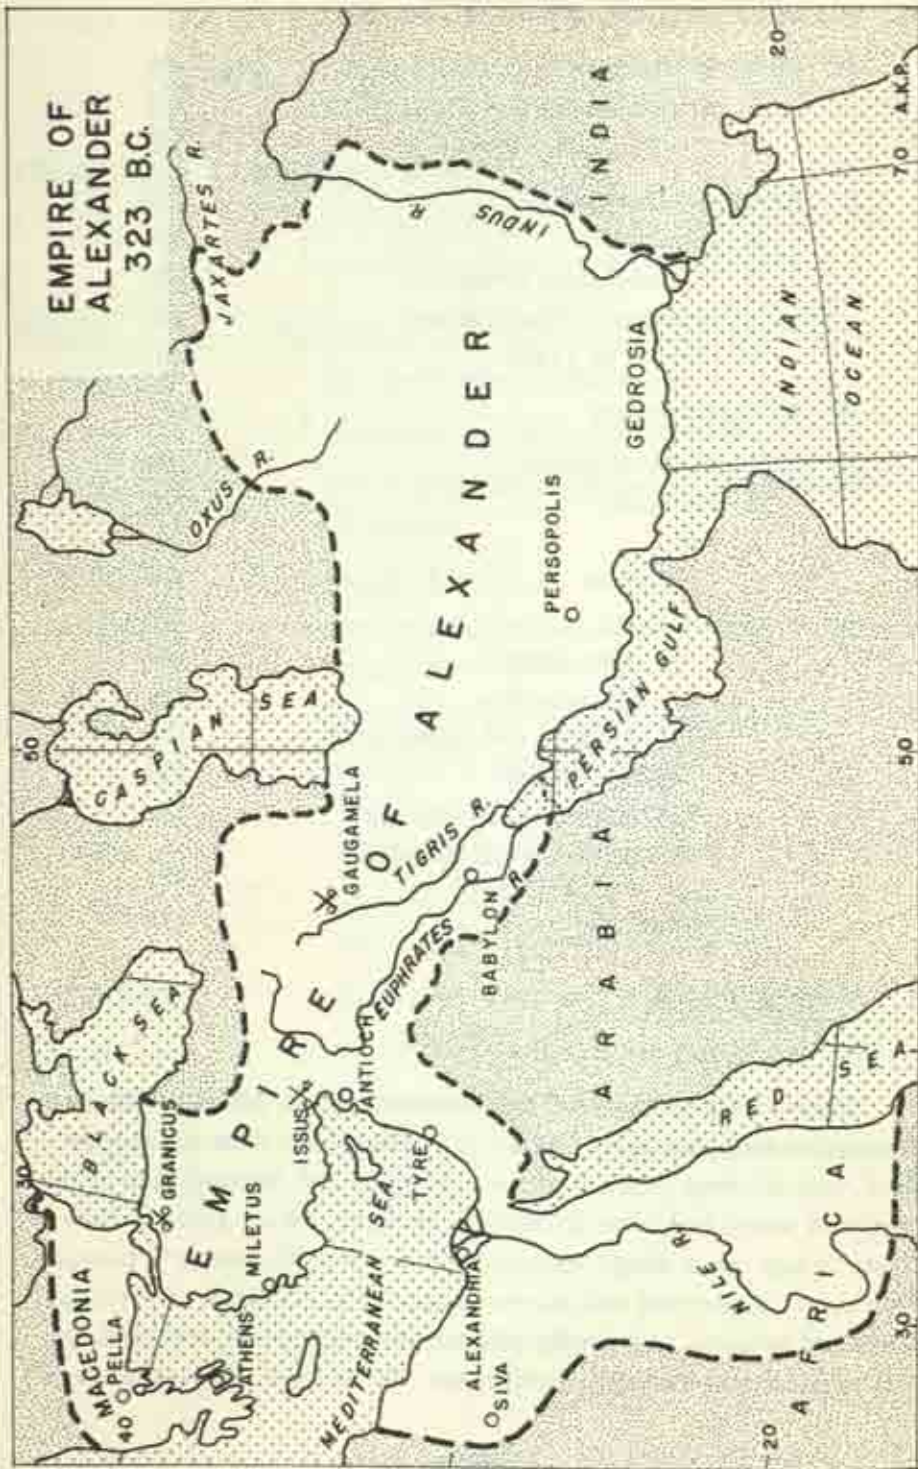 EMPIRE OF
ALEXANDER
323 B.C.
MACEDONIA
PELLA
40
30
BLACK SEA
50
CASPIAN
SEA
OXUS R.
JAXARTES R.
GRANICUS
ATHENS
MILETUS
ISSUS
GAUGAMELA
EMPIRE OF ALEXANDER
MEDITERRANEAN SEA
ANTIOCH
TYRE
EUPHRATES R
TIGRIS R.
BABYLON
PERSOPOLIS
INDUS R
INDIA
GEDROSIA
ALEXANDRIA
SIVA
ARABIA
PERSIAN GULF
NILE R.
RED SEA
AFRICA
INDIAN
OCEAN
20
20
30
50
70
A.K.P.